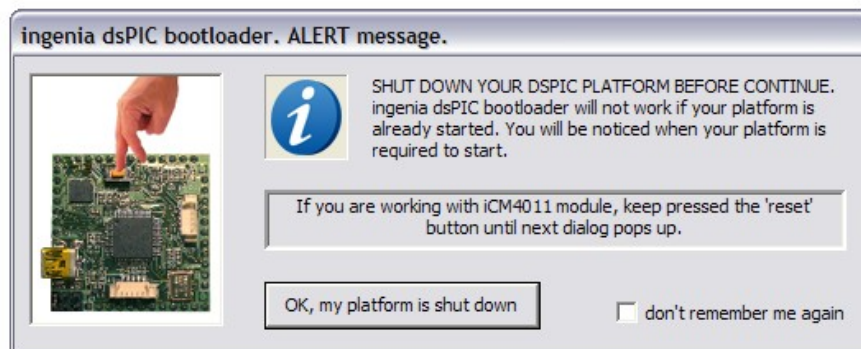 ingenia dsPIC bootloader. ALERT message.
SHUT DOWN YOUR DSPIC PLATFORM BEFORE CONTINUE.
ingenia dsPIC bootloader will not work if your platform is
already started. You will be noticed when your platform is
required to start.
If you are working with iCM4011 module, keep pressed the 'reset'
button until next dialog pops up.
OK, my platform is shut down
don't remember me again